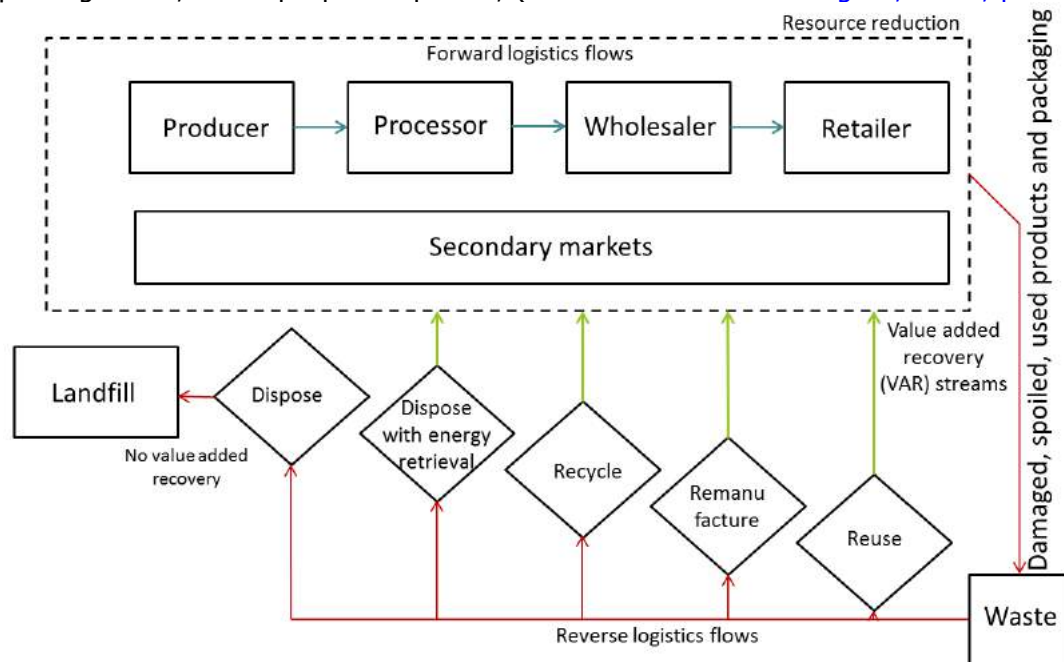 Resource reduction
Forward logistics flows
Producer
Processor
Wholesaler
Retailer
Secondary markets
Damaged, spoiled, used products and packaging
Value added
recovery
(VAR) streams
Landfill
Dispose
No value added
recovery
Dispose
with energy
retrieval
Recycle
Remanu
facture
Reuse
Waste
Reverse logistics flows